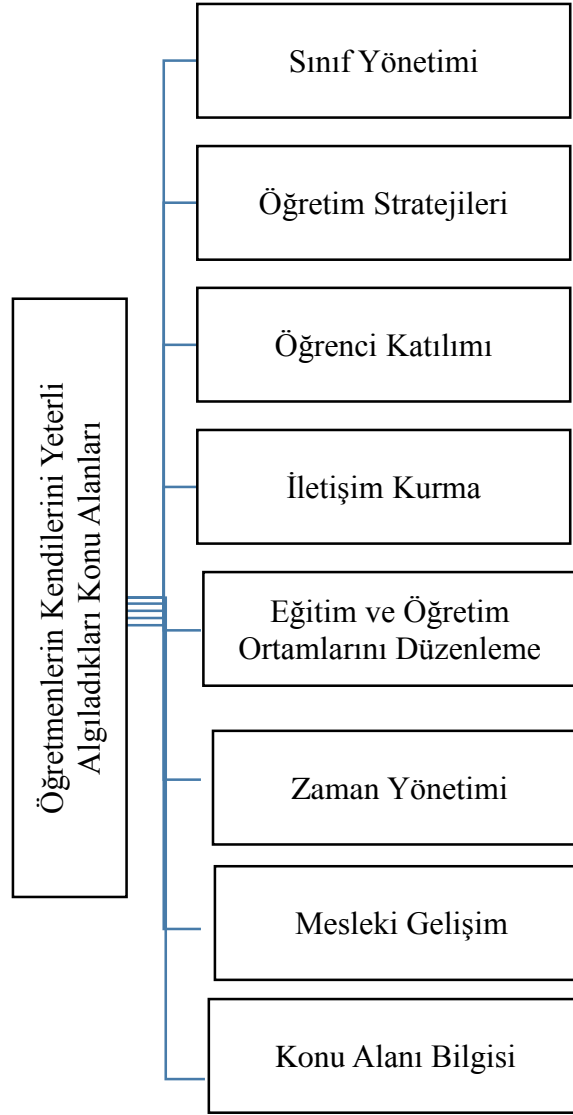 Öğretmenlerin Kendilerini Yeterli
Algıladıkları Konu Alanları
Sınıf Yönetimi
Öğretim Stratejileri
Öğrenci Katılımı
İletişim Kurma
Eğitim ve Öğretim
Ortamlarını Düzenleme
Zaman Yönetimi
Mesleki Gelişim
Konu Alanı Bilgisi